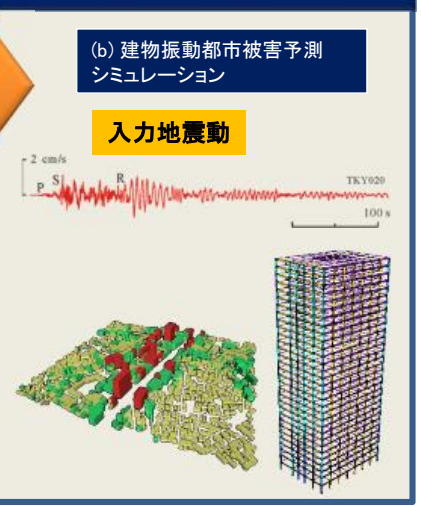 (b) 建物振動都市被害予測
シミュレーション
入力地震動
2 cm/s
P S R
TKY020
100 s